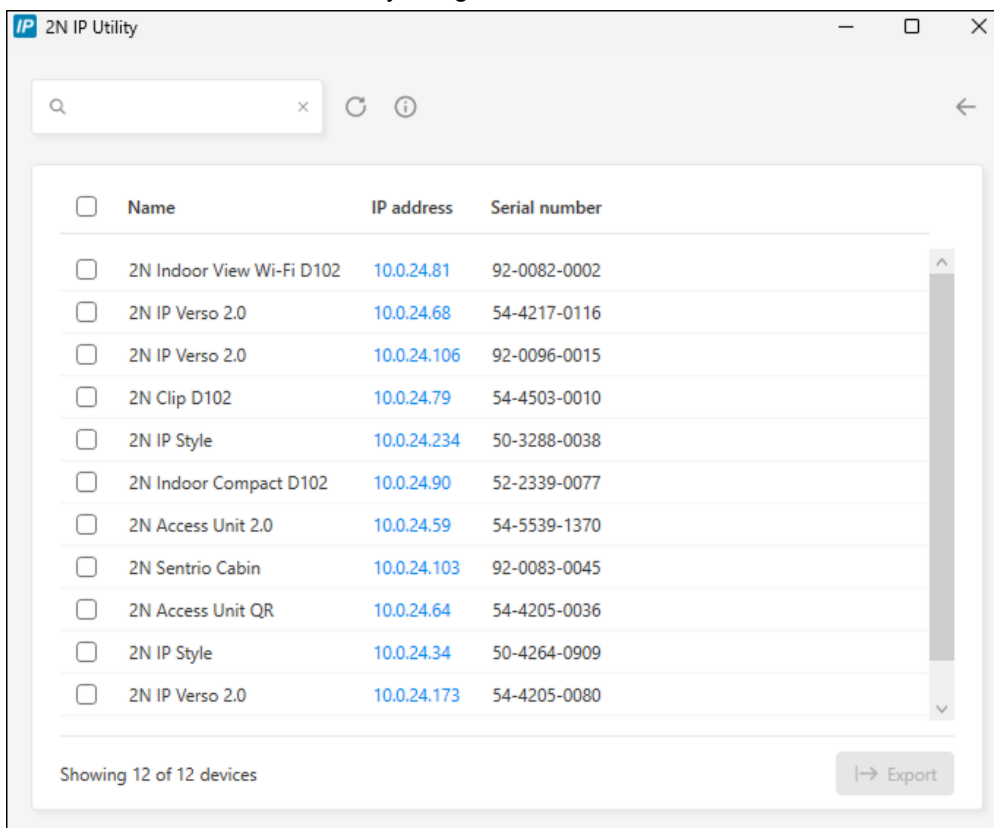 IP 2N IP Utility
Name IP address Serial number
2N Indoor View Wi-Fi D102 10.0.24.81 92-0082-0002
2N IP Verso 2.0 10.0.24.68 54-4217-0116
2N IP Verso 2.0 10.0.24.106 92-0096-0015
2N Clip D102 10.0.24.79 54-4503-0010
2N IP Style 10.0.24.234 50-3288-0038
2N Indoor Compact D102 10.0.24.90 52-2339-0077
2N Access Unit 2.0 10.0.24.59 54-5539-1370
2N Sentrio Cabin 10.0.24.103 92-0083-0045
2N Access Unit QR 10.0.24.64 54-4205-0036
2N IP Style 10.0.24.34 50-4264-0909
2N IP Verso 2.0 10.0.24.173 54-4205-0080
Showing 12 of 12 devices Export